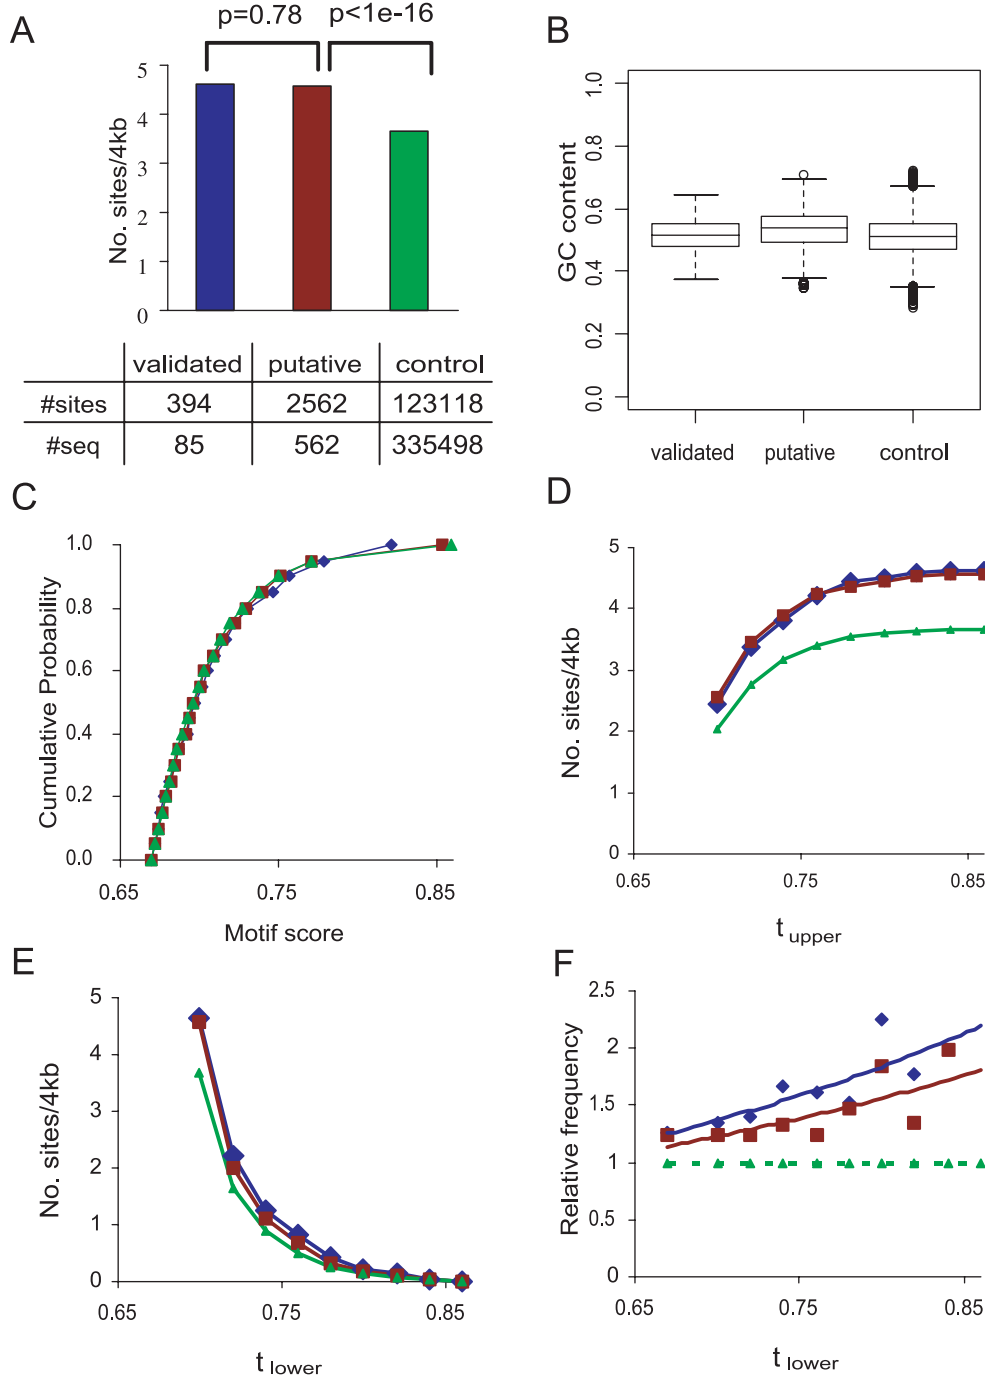 A
p=0.78
p<1e-16
No. sites/4kb
5
4
3
2
1
0
validated putative control
#sites 394 2562 123118
#seq 85 562 335498
B
GC content
1.0
0.8
0.6
0.4
0.2
0.0
validated putative control
C
Cumulative Probability
1.0
0.8
0.6
0.4
0.2
0.0
0.65 0.75 0.85
Motif score
D
No. sites/4kb
5
4
3
2
1
0
0.65 0.75 0.85
t upper
E
No. sites/4kb
5
4
3
2
1
0
0.65 0.75 0.85
t lower
F
Relative frequency
2.5
2
1.5
1
0.5
0
0.65 0.75 0.85
t lower